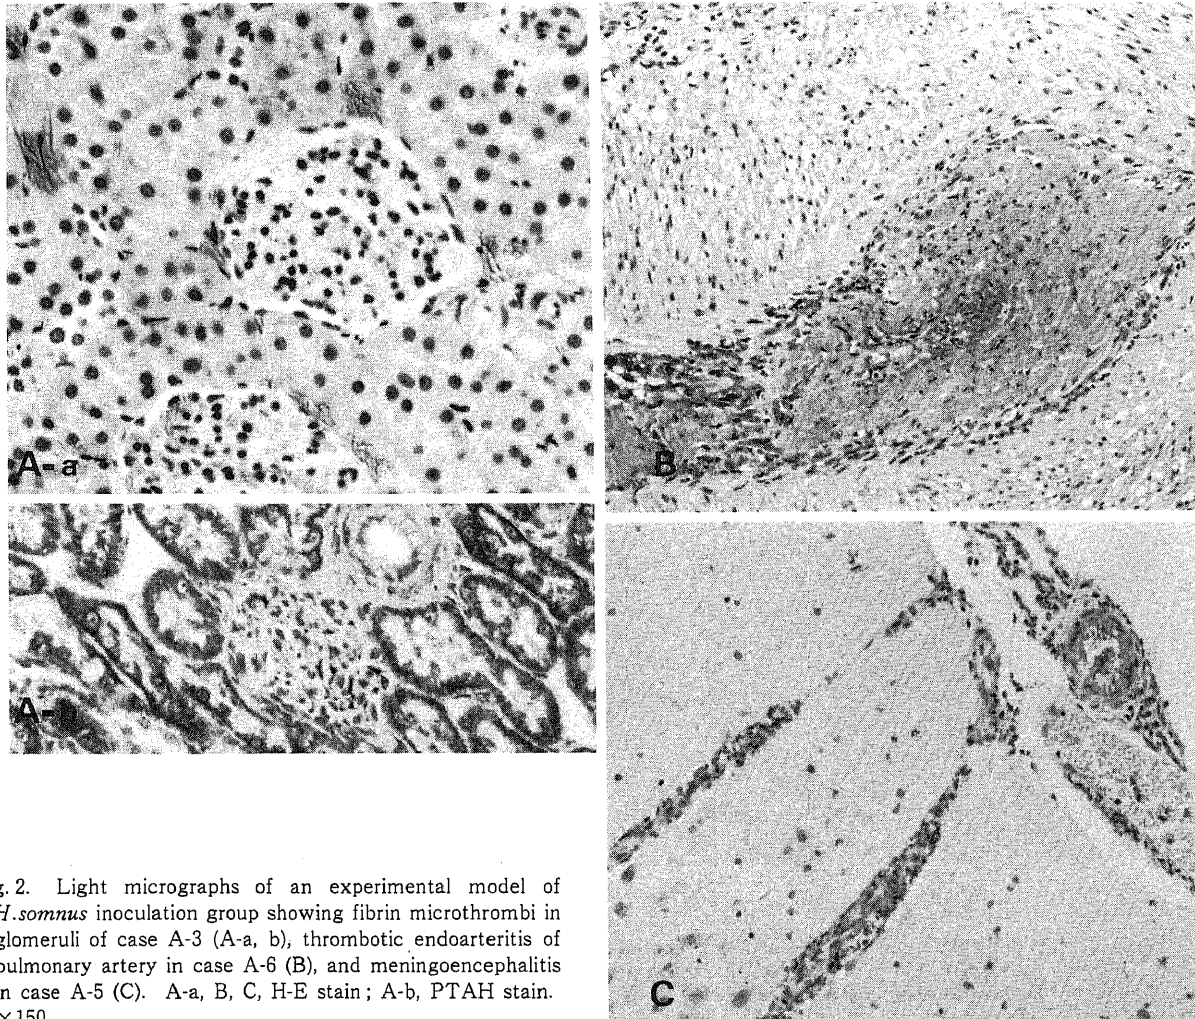 A-a
B
A-
C
g. 2. Light micrographs of an experimental model of
H.somnus inoculation group showing fibrin microthrombi in
glomeruli of case A-3 (A-a, b), thrombotic endoarteritis of
pulmonary artery in case A-6 (B), and meningoencephalitis
n case A-5 (C). A-a, B, C, H-E stain; A-b, PTAH stain.
×150